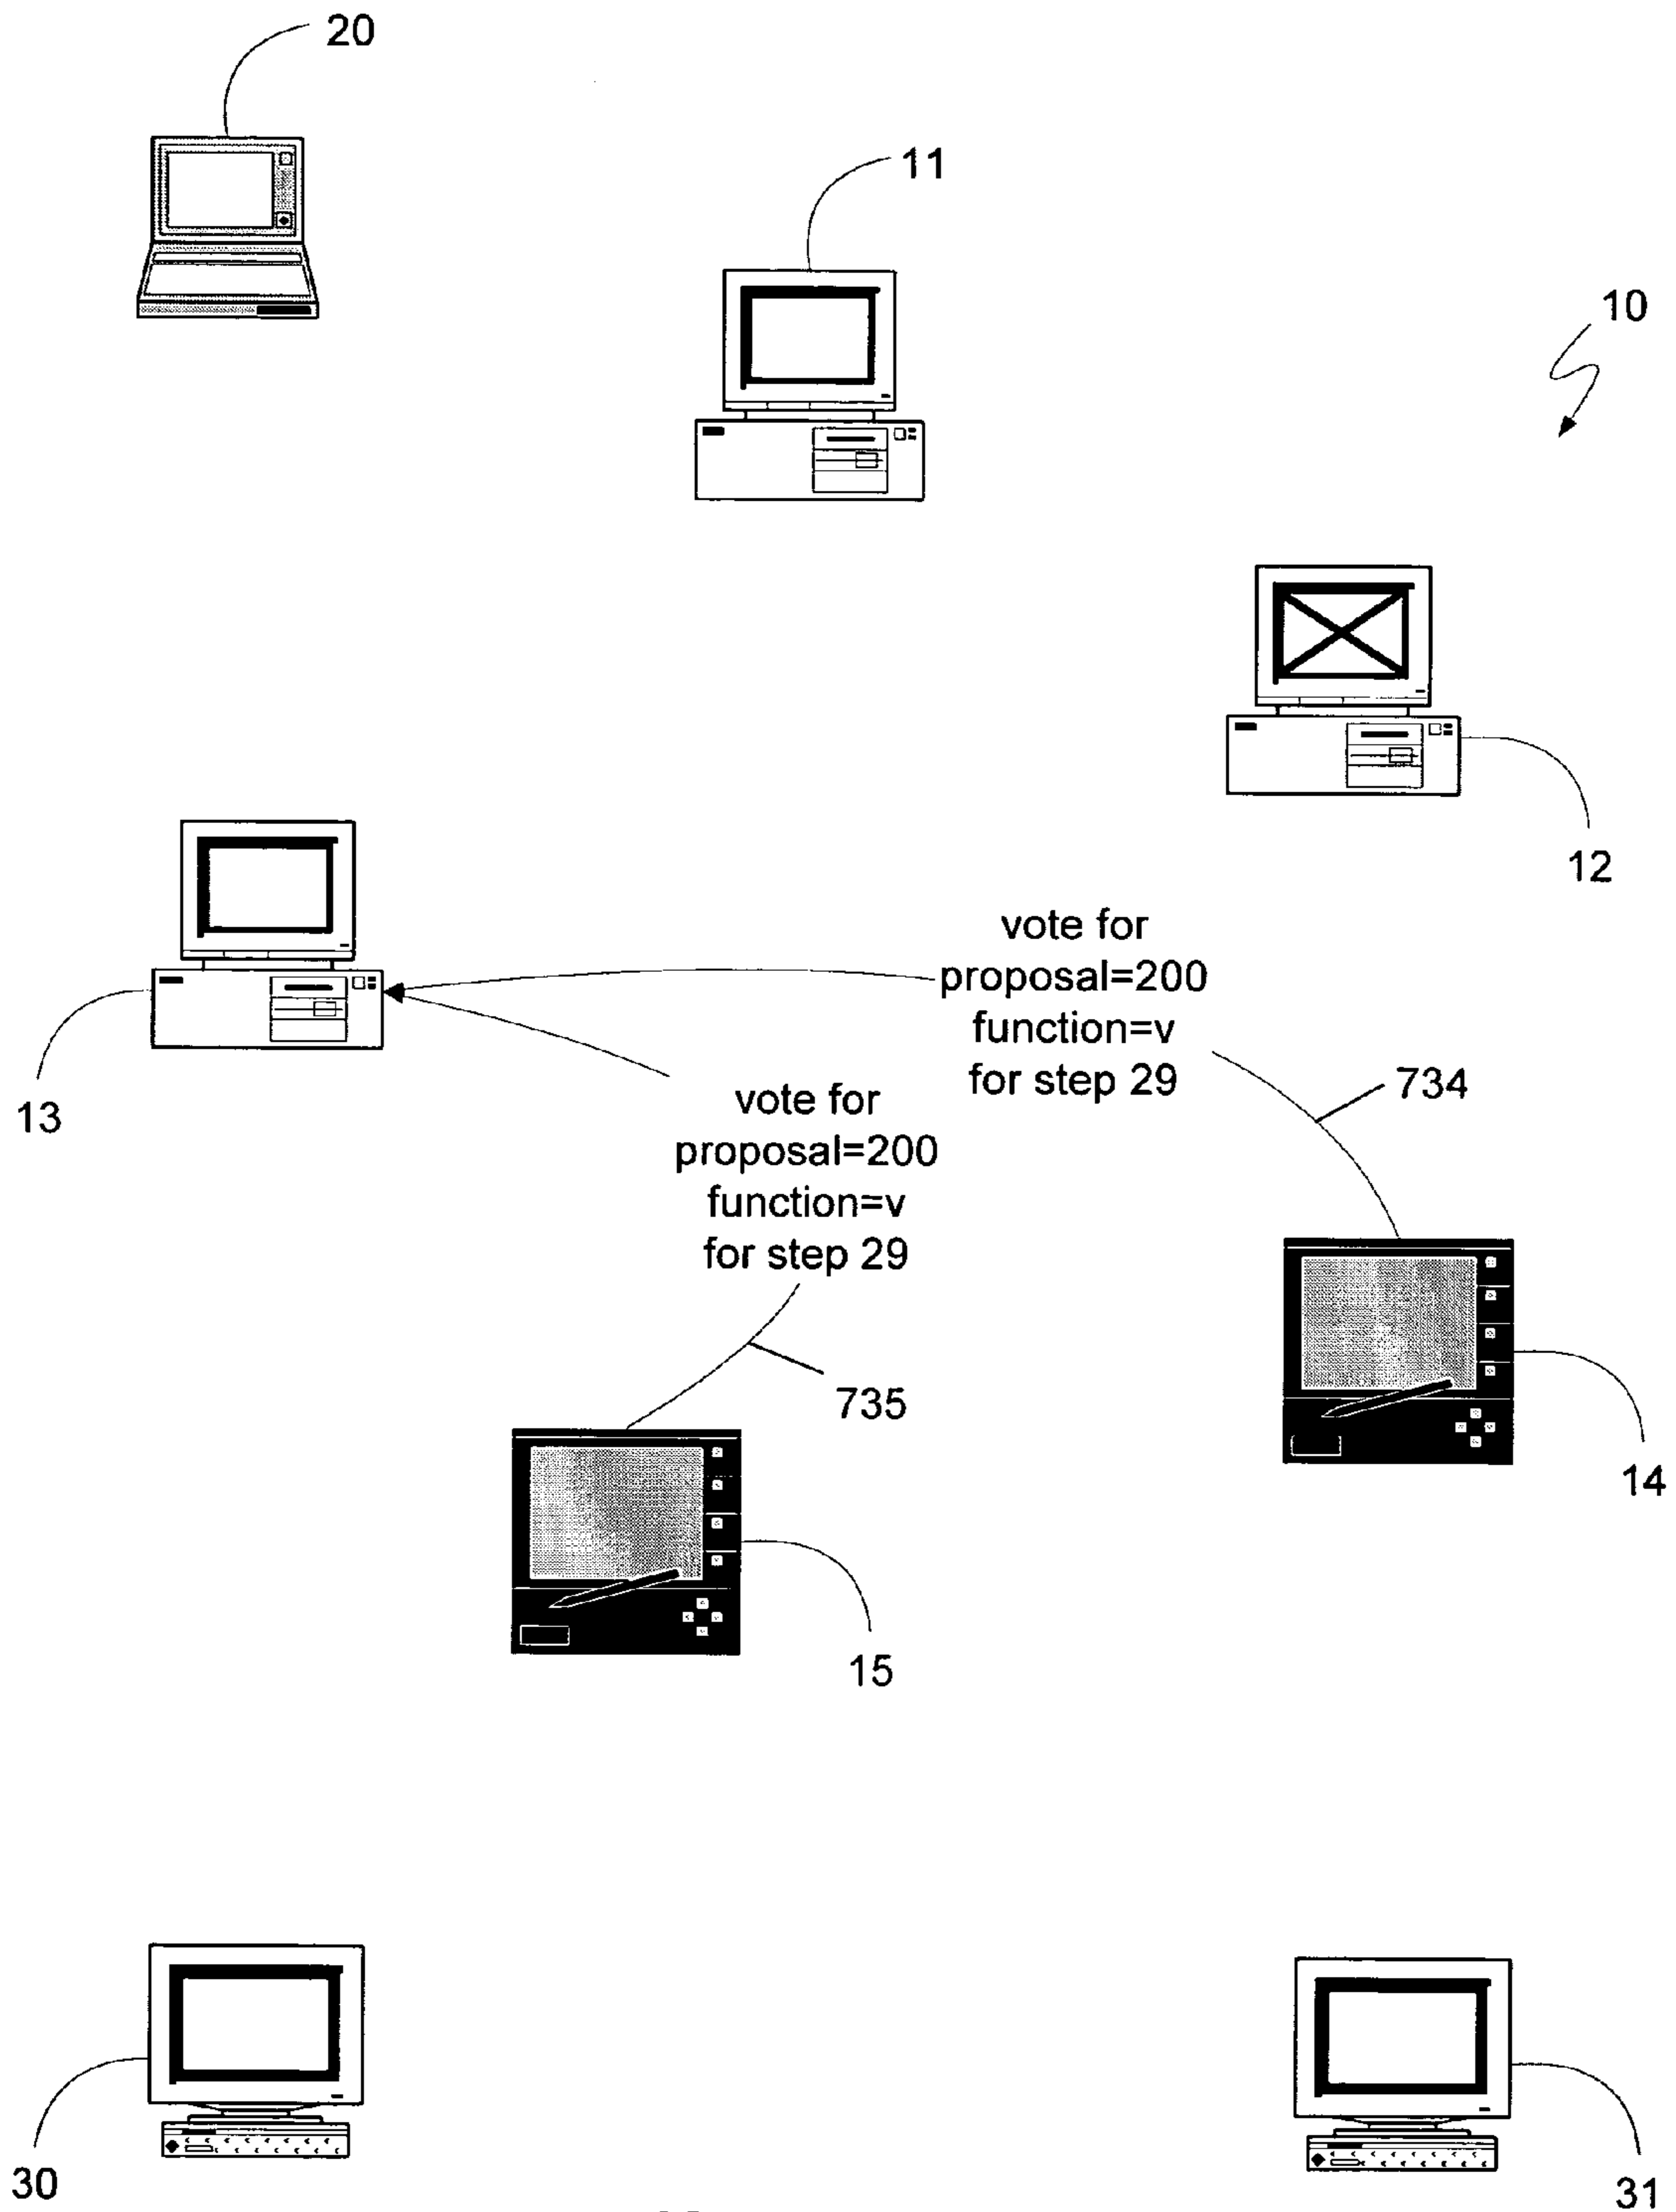 20
11
10
12
vote for
proposal=200
function=v
for step 29
734
13
vote for
proposal=200
function=v
for step 29
735
14
15
30
31